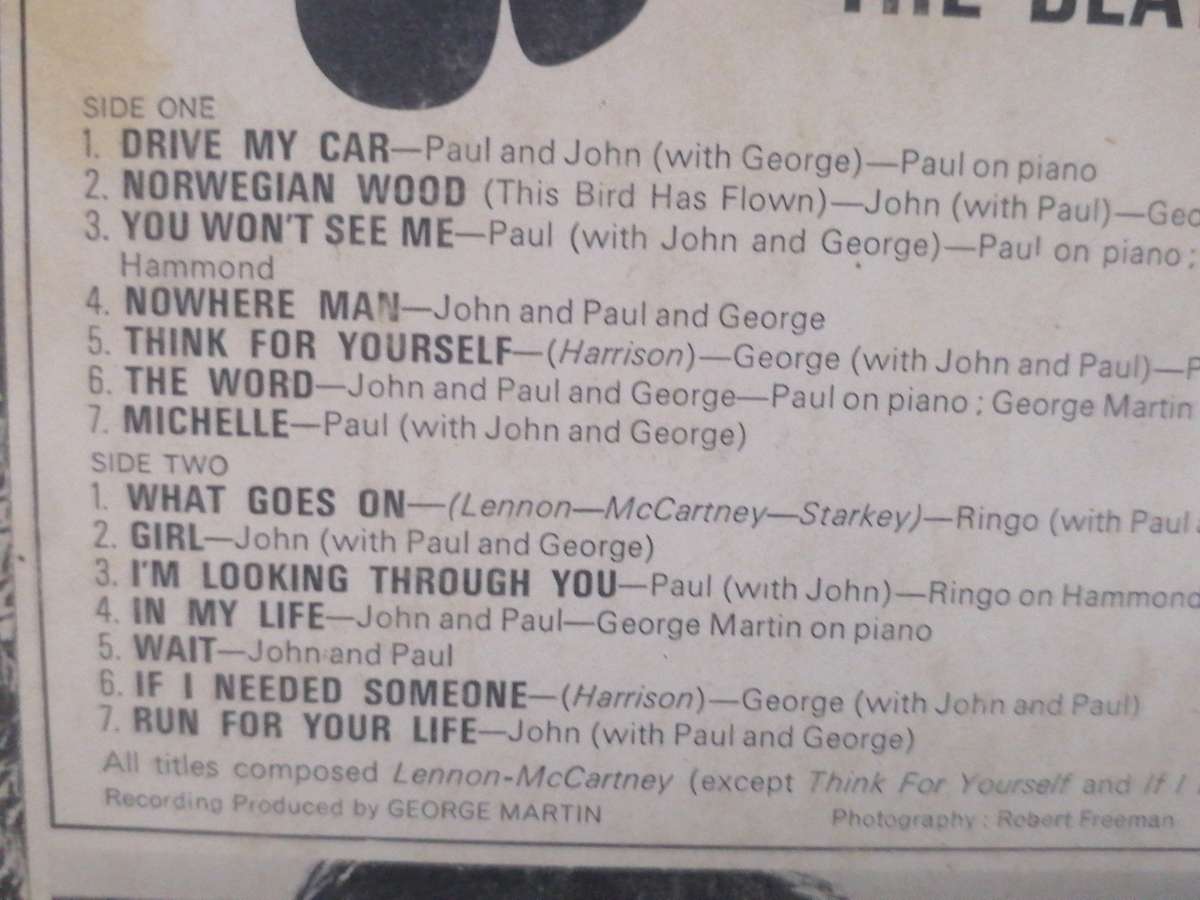 THE BEA
SIDE ONE
1. DRIVE MY CAR—Paul and John (with George)—Paul on piano
2. NORWEGIAN WOOD (This Bird Has Flown)—John (with Paul)—Geo
3. YOU WON'T SEE ME—Paul (with John and George)—Paul on piano;
Hammond
4. NOWHERE MAN—John and Paul and George
5. THINK FOR YOURSELF—(Harrison)—George (with John and Paul)—P
6. THE WORD—John and Paul and George—Paul on piano; George Martin
7. MICHELLE—Paul (with John and George)
SIDE TWO
1. WHAT GOES ON—(Lennon—McCartney—Starkey)—Ringo (with Paul
2. GIRL—John (with Paul and George)
3. I'M LOOKING THROUGH YOU—Paul (with John)—Ringo on Hammond
4. IN MY LIFE—John and Paul—George Martin on piano
5. WAIT—John and Paul
6. IF I NEEDED SOMEONE—(Harrison)—George (with John and Paul)
7. RUN FOR YOUR LIFE—John (with Paul and George)
All titles composed Lennon-McCartney (except Think For Yourself and If I
Recording Produced by GEORGE MARTIN Photography: Robert Freeman